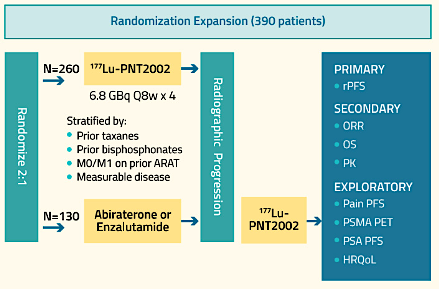 Randomization Expansion (390 patients)
Randomize 2:1
N=260
¹⁷⁷Lu-PNT2002
6.8 GBq Q8w x 4
Stratified by:
• Prior taxanes
• Prior bisphosphonates
• M0/M1 on prior ARAT
• Measurable disease
N=130
Abiraterone or
Enzalutamide
Radiographic Progression
¹⁷⁷Lu-
PNT2002
PRIMARY
• rPFS
SECONDARY
• ORR
• OS
• PK
EXPLORATORY
• Pain PFS
• PSMA PET
• PSA PFS
• HRQoL